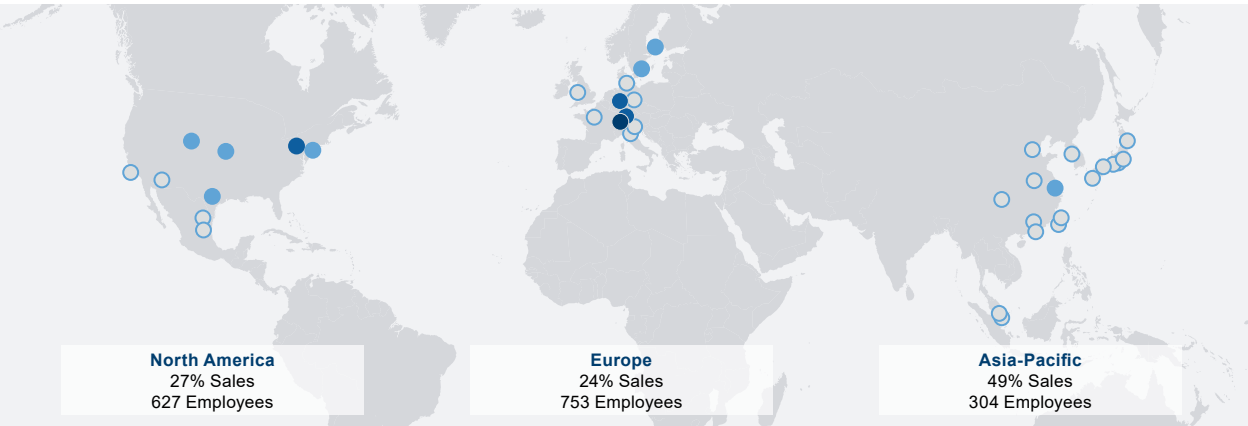 North America
27% Sales
627 Employees
Europe
24% Sales
753 Employees
Asia-Pacific
49% Sales
304 Employees